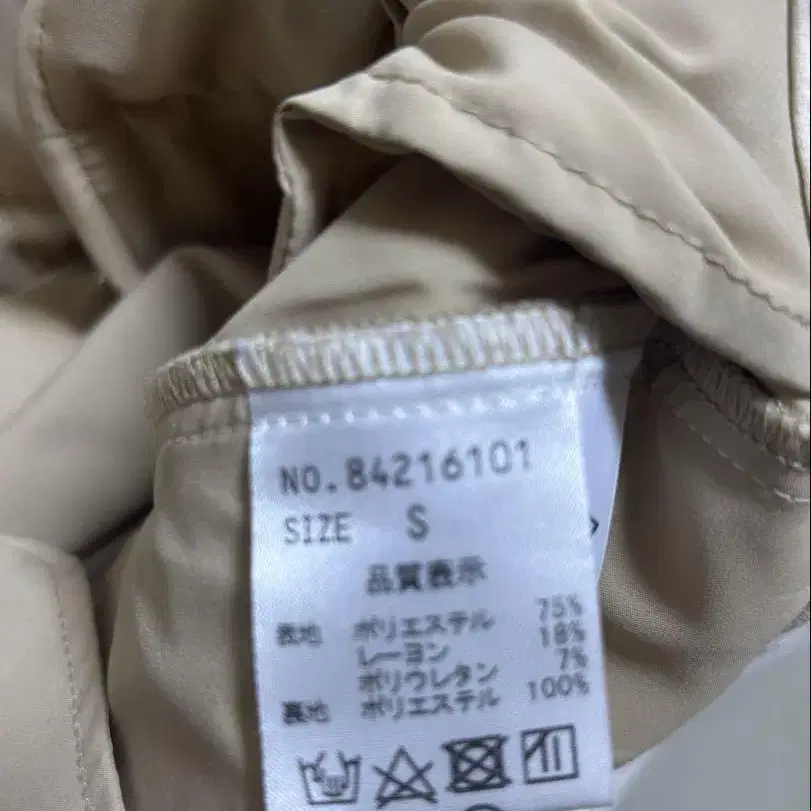 NO.84216101
SIZE S
品質表示
表地 ポリエステル 75%
レーヨン 18%
ポリウレタン 7%
裏地 ポリエステル 100%